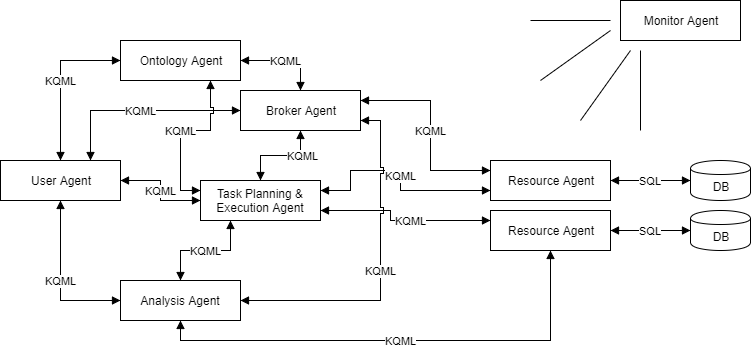 Monitor Agent
Ontology Agent
KQML
KQML
Broker Agent
KQML
KQML
KQML
KQML
User Agent
KQML
Task Planning &
Execution Agent
KQML
Resource Agent
SQL
DB
KQML
KQML
Resource Agent
SQL
DB
KQML
KQML
KQML
Analysis Agent
KQML